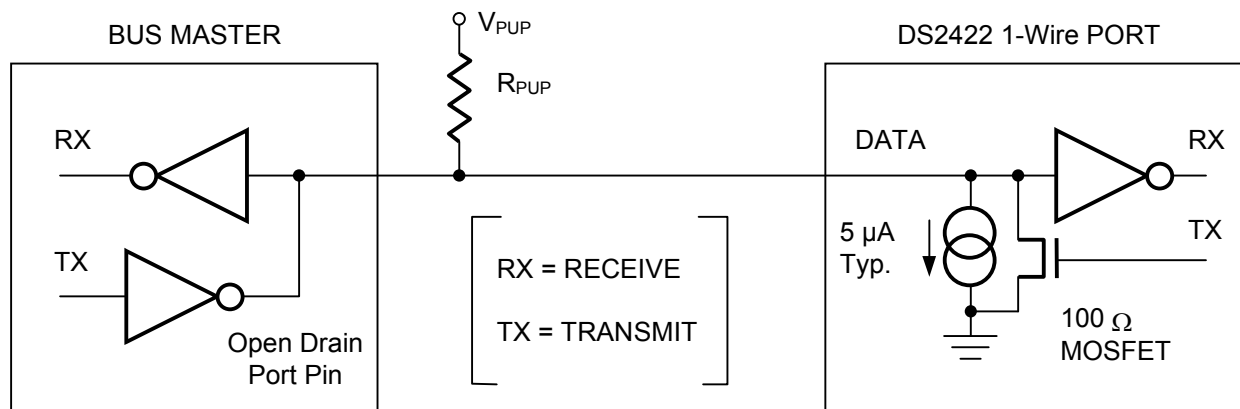 BUS MASTER
RX
TX
Open Drain
Port Pin
VPUP
RPUP
RX = RECEIVE
TX = TRANSMIT
DS2422 1-Wire PORT
DATA
RX
TX
5 µA
Typ.
100 Ω
MOSFET